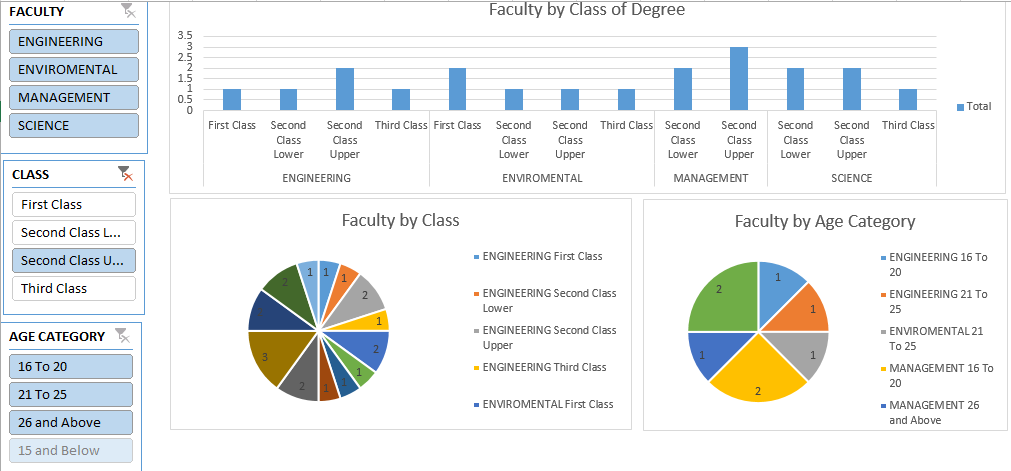 FACULTY
ENGINEERING
ENVIROMENTAL
MANAGEMENT
SCIENCE
CLASS
First Class
Second Class L...
Second Class U...
Third Class
AGE CATEGORY
16 To 20
21 To 25
26 and Above
15 and Below
Faculty by Class of Degree
3.5
3
2.5
2
1.5
1
0.5
0
First Class
Second
Class
Lower
Second
Class
Upper
Third Class
First Class
Second
Class
Lower
Second
Class
Upper
Third Class
Second
Class
Lower
Second
Class
Upper
Second
Class
Lower
Second
Class
Upper
Third Class
ENGINEERING
ENVIROMENTAL
MANAGEMENT
SCIENCE
Total
Faculty by Class
1
1
2
1
2
1
1
1
2
3
2
1
ENGINEERING First Class
ENGINEERING Second Class
Lower
ENGINEERING Second Class
Upper
ENGINEERING Third Class
ENVIROMENTAL First Class
Faculty by Age Category
1
1
1
2
1
2
ENGINEERING 16 To
20
ENGINEERING 21 To
25
ENVIROMENTAL 21
To 25
MANAGEMENT 16 To
20
MANAGEMENT 26
and Above